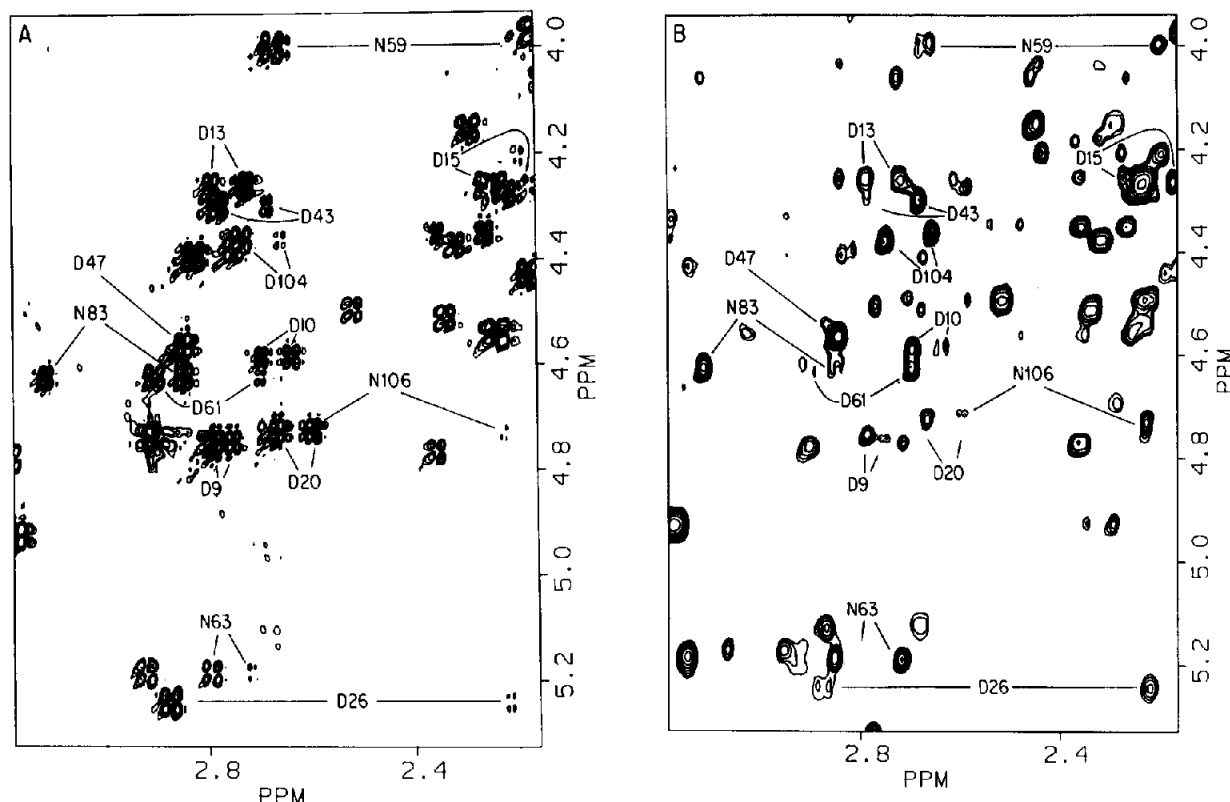 A
N59
4.0
D13
D15
4.2
D43
D47
D104
4.4
N83
D10
4.6
D61
N106
PPM
D9
D20
4.8
5.0
N63
5.2
D26
2.8
2.4
PPM
B
N59
4.0
D13
D15
4.2
D43
D47
D104
4.4
N83
D10
4.6
D61
N106
PPM
D9
D20
4.8
5.0
N63
5.2
D26
2.8
2.4
PPM